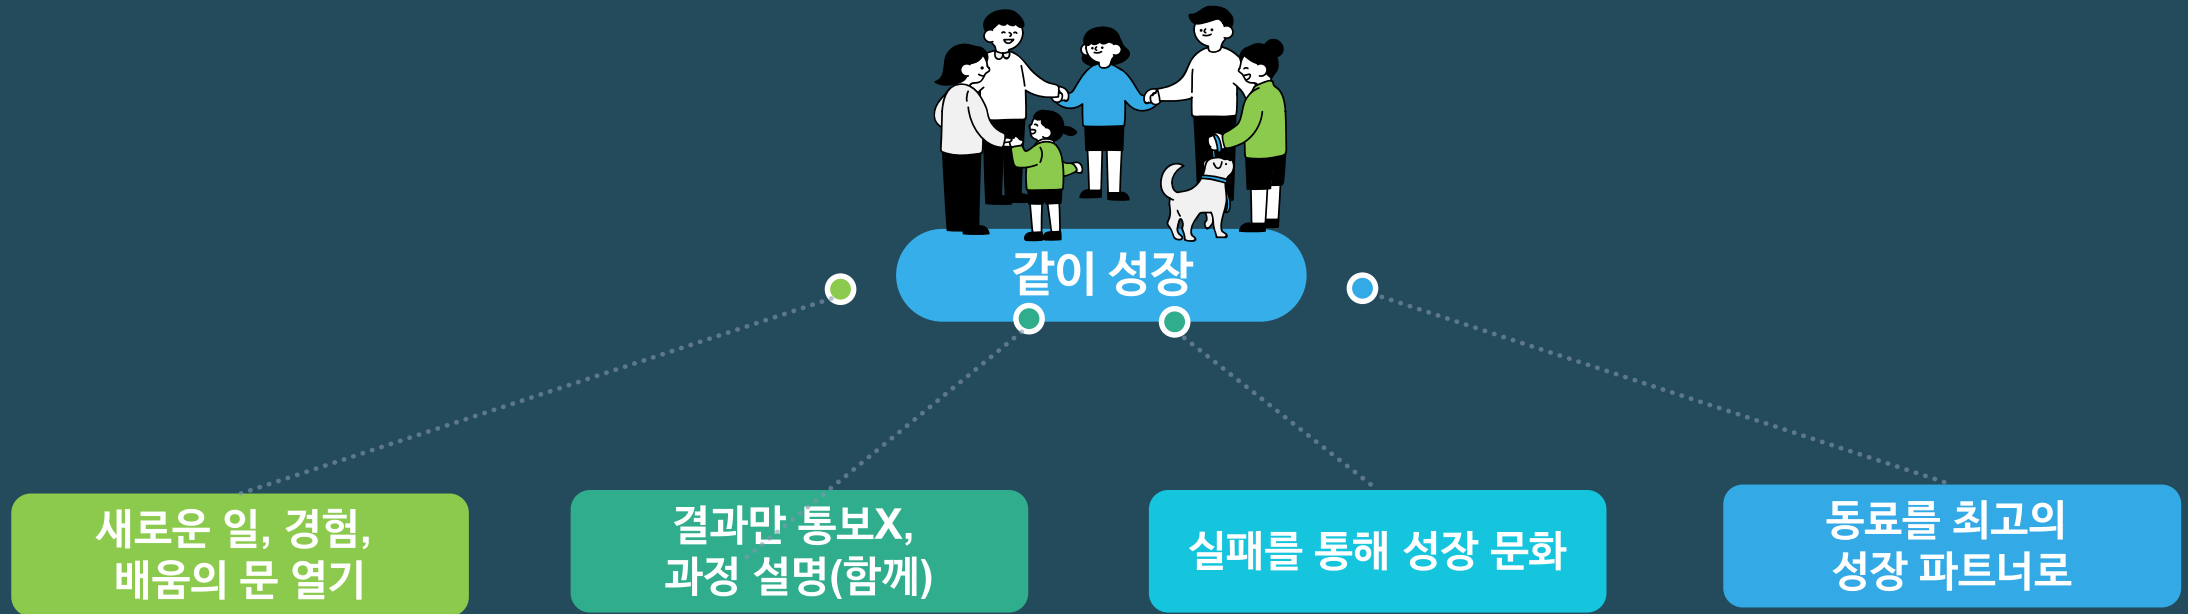 같이 성장
새로운 일, 경험,
배움의 문 열기
결과만 통보X,
과정 설명(함께)
실패를 통해 성장 문화
동료를 최고의
성장 파트너로